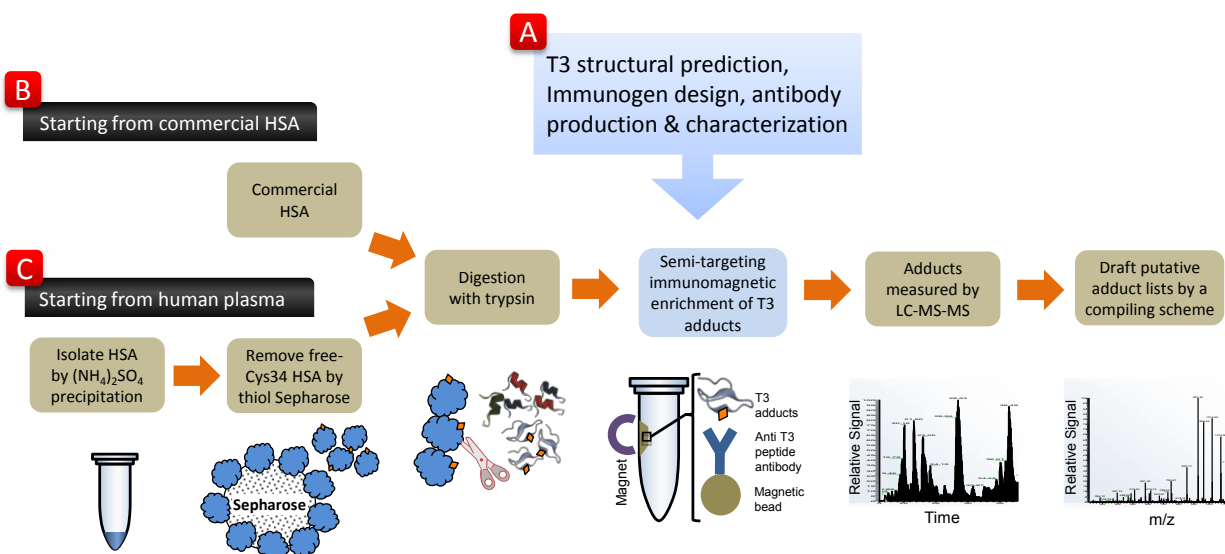 A
T3 structural prediction,
Immunogen design, antibody
production & characterization
B
Starting from commercial HSA
Commercial
HSA
C
Starting from human plasma
Isolate HSA
by (NH₄)₂SO₄
precipitation
Remove free-
Cys34 HSA by
thiol Sepharose
Digestion
with trypsin
Semi-targeting
immunomagnetic
enrichment of T3
adducts
Adducts
measured by
LC-MS-MS
Draft putative
adduct lists by a
compiling scheme
Sepharose
Magnet
T3
adducts
Anti T3
peptide
antibody
Magnetic
bead
Relative Signal
Time
Relative Signal
m/z